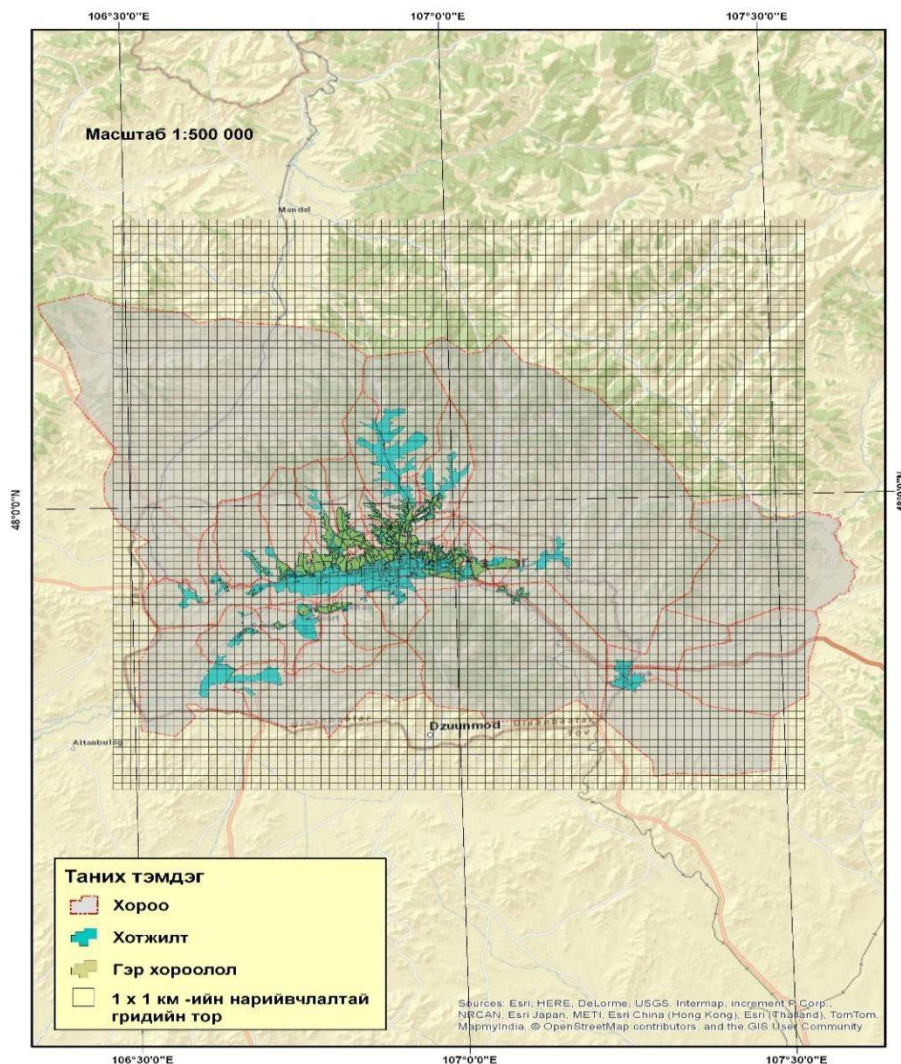 106°30'0"E
107°0'0"E
107°30'0"E
Масштаб 1:500 000
Mandal
48°0'0"N
48°0'0"N
Dzuunmod
Altanbulag
Таних тэмдэг
Хороо
Хотжилт
Гэр хороолол
1 х 1 км -ийн нарийвчлалтай
гридийн тор
Sources: Esri, HERE, DeLorme, USGS, Intermap, increment P Corp.,
NRCAN, Esri Japan, METI, Esri China (Hong Kong), Esri (Thailand), TomTom,
MapmyIndia, © OpenStreetMap contributors, and the GIS User Community
106°30'0"E
107°0'0"E
107°30'0"E